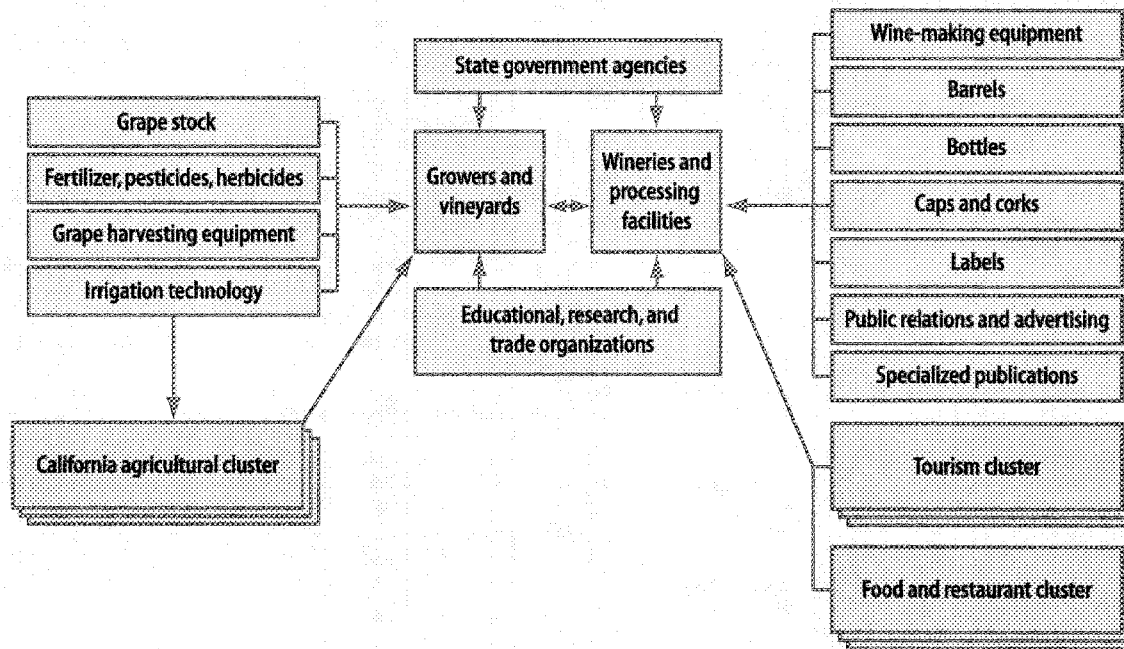 State government agencies
Grape stock
Fertilizer, pesticides, herbicides
Grape harvesting equipment
Irrigation technology
California agricultural cluster
Growers and
vineyards
Wineries and
processing
facilities
Educational, research, and
trade organizations
Wine-making equipment
Barrels
Bottles
Caps and corks
Labels
Public relations and advertising
Specialized publications
Tourism cluster
Food and restaurant cluster